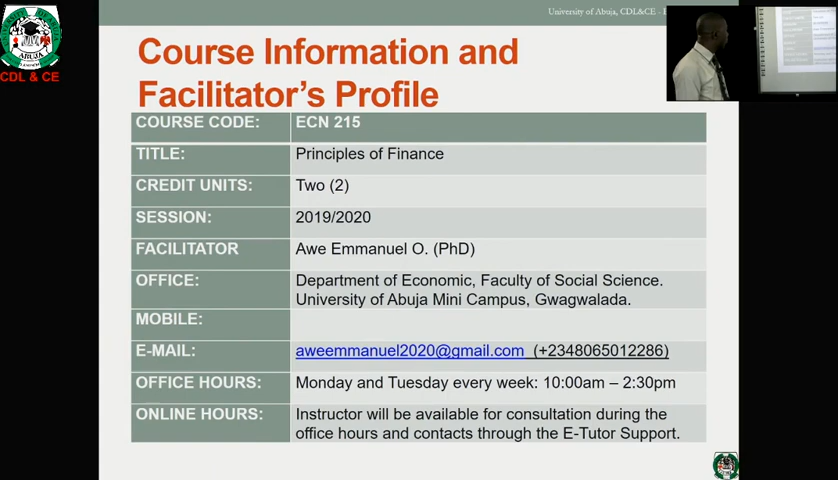 University of Abuja, CDL&CE -
ABUJA
CDL & CE
Course Information and
Facilitator's Profile
COURSE CODE: ECN 215
TITLE: Principles of Finance
CREDIT UNITS: Two (2)
SESSION: 2019/2020
FACILITATOR Awe Emmanuel O. (PhD)
OFFICE: Department of Economic, Faculty of Social Science.
University of Abuja Mini Campus, Gwagwalada.
MOBILE:
E-MAIL: aweemmanuel2020@gmail.com (+2348065012286)
OFFICE HOURS: Monday and Tuesday every week: 10:00am – 2:30pm
ONLINE HOURS: Instructor will be available for consultation during the
office hours and contacts through the E-Tutor Support.